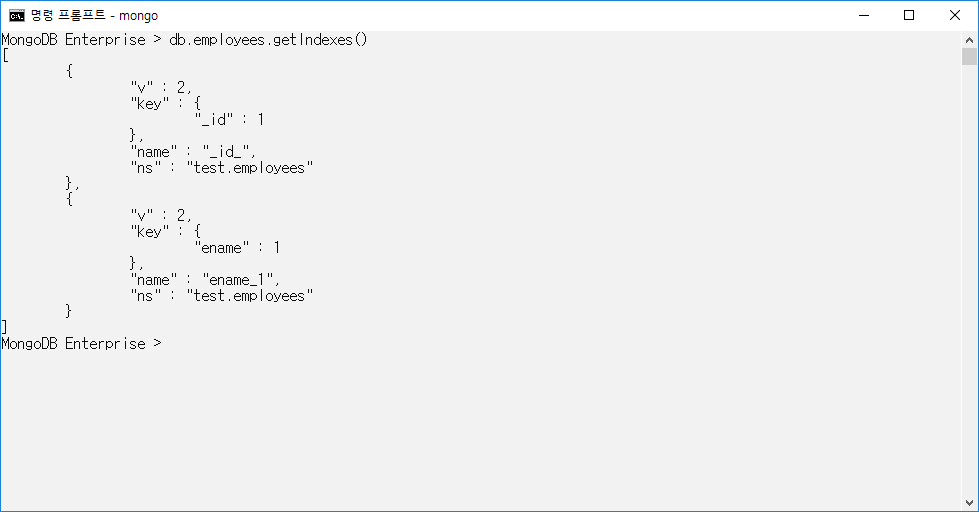 명령 프롬프트 - mongo
MongoDB Enterprise > db.employees.getIndexes()
[
        {
                "v" : 2,
                "key" : {
                        "_id" : 1
                },
                "name" : "_id_",
                "ns" : "test.employees"
        },
        {
                "v" : 2,
                "key" : {
                        "ename" : 1
                },
                "name" : "ename_1",
                "ns" : "test.employees"
        }
]
MongoDB Enterprise >